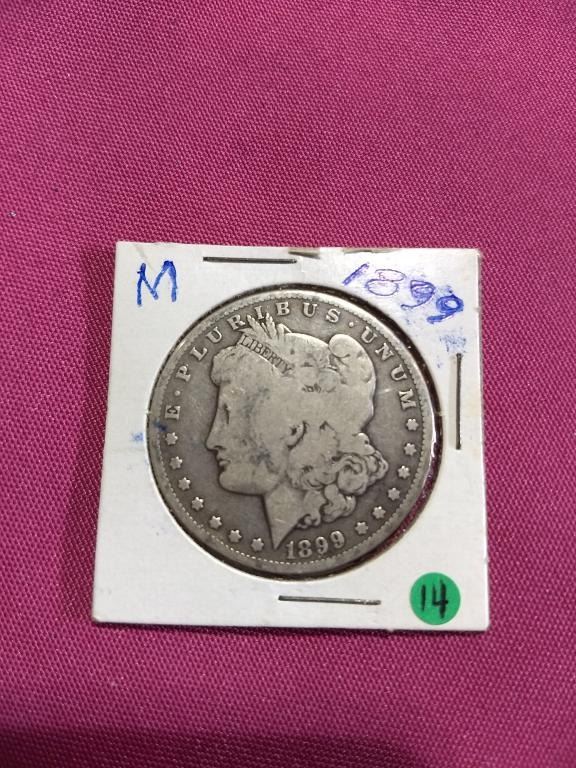 M
1899
E · PLURIBUS · UNUM
LIBERTY
1899
14